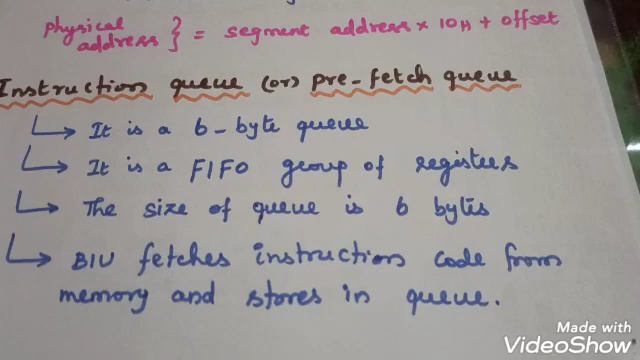 physical address } = segment address × 10H + offset
Instruction queue (or) pre-fetch queue
It is a 6-byte queue
It is a FIFO group of registers
The size of queue is 6 bytes
BIU fetches instruction code from
memory and stores in queue.
Made with
VideoShow